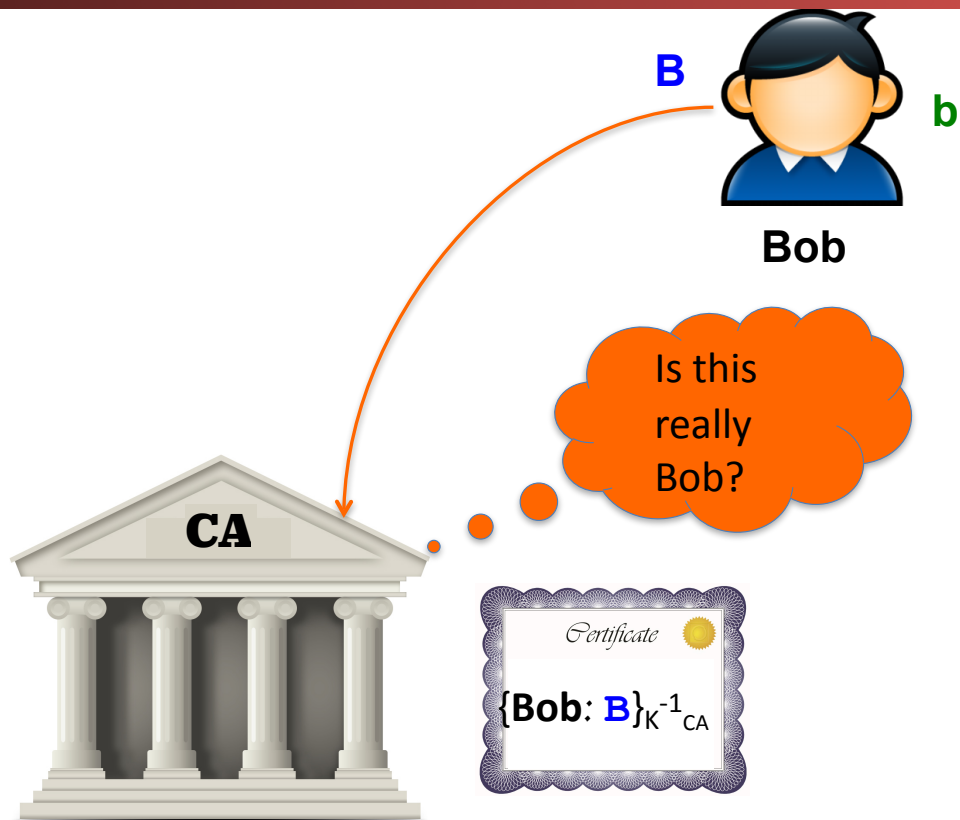 B
b
Bob
Is this
really
Bob?
CA
Certificate
{Bob: B}K-1CA